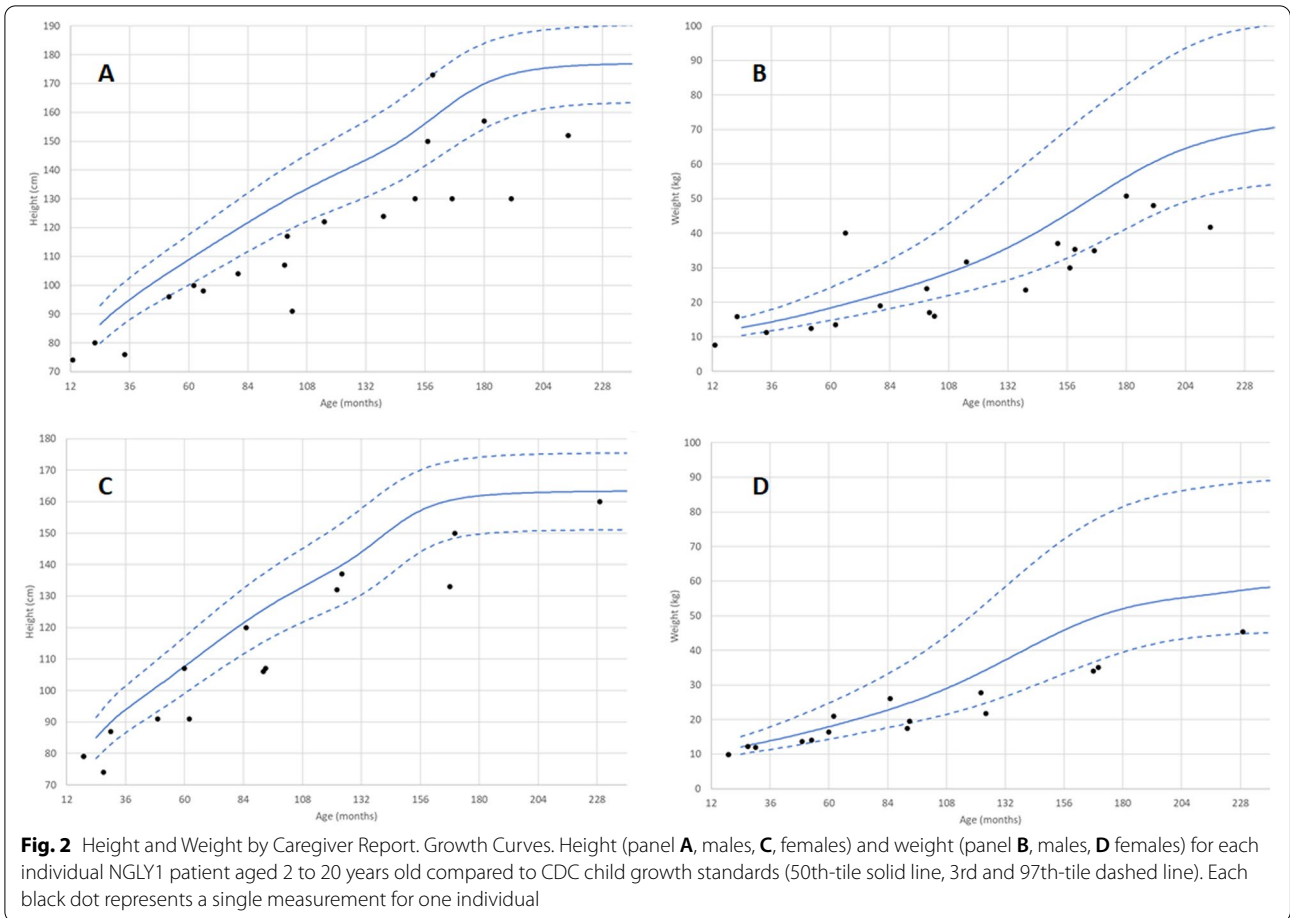 190
180
170
160
150
140
130
120
110
100
90
80
70
Height (cm)
A
12 36 60 84 108 132 156 180 204 228
Age (months)
100
90
80
70
60
50
40
30
20
10
0
Weight (kg)
B
12 36 60 84 108 132 156 180 204 228
Age (months)
180
170
160
150
140
130
120
110
100
90
80
70
Height (cm)
C
12 36 60 84 108 132 156 180 204 228
Age (months)
100
90
80
70
60
50
40
30
20
10
0
Weight (kg)
D
12 36 60 84 108 132 156 180 204 228
Age (months)
Fig. 2 Height and Weight by Caregiver Report. Growth Curves. Height (panel A, males, C, females) and weight (panel B, males, D females) for each
individual NGLY1 patient aged 2 to 20 years old compared to CDC child growth standards (50th-tile solid line, 3rd and 97th-tile dashed line). Each
black dot represents a single measurement for one individual